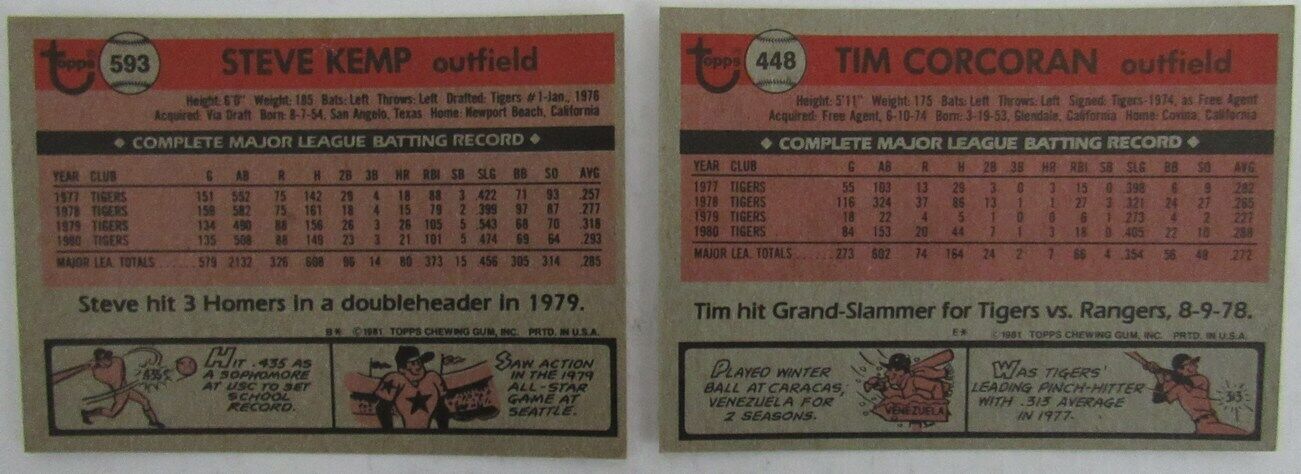 topps 593 STEVE KEMP outfield
Height: 6'0" Weight: 185 Bats: Left Throws: Left Drafted: Tigers #1-Jan., 1976
Acquired: Via Draft Born: 8-7-54, San Angelo, Texas Home: Newport Beach, California
◆ COMPLETE MAJOR LEAGUE BATTING RECORD ◆
YEAR CLUB G AB R H 2B 3B HR RBI SB SLG BB SO AVG
1977 TIGERS 151 552 75 142 29 4 18 88 3 .422 71 93 .257
1978 TIGERS 159 582 75 161 18 4 15 79 2 .399 97 87 .277
1979 TIGERS 134 490 88 156 26 3 26 105 5 .543 68 70 .318
1980 TIGERS 135 508 88 149 23 3 21 101 5 .474 69 64 .293
MAJOR LEA. TOTALS 579 2132 326 608 96 14 80 373 15 .456 305 314 .285
Steve hit 3 Homers in a doubleheader in 1979.
B* © 1981 TOPPS CHEWING GUM, INC. PRTD. IN U.S.A.
.435
HIT .435 AS
A SOPHOMORE
AT USC TO SET
SCHOOL
RECORD.
SAW ACTION
IN THE 1979
ALL-STAR
GAME AT
SEATTLE.
topps 448 TIM CORCORAN outfield
Height: 5'11" Weight: 175 Bats: Left Throws: Left Signed: Tigers-1974, as Free Agent
Acquired: Free Agent, 6-10-74 Born: 3-19-53, Glendale, California Home: Covina, California
◆ COMPLETE MAJOR LEAGUE BATTING RECORD ◆
YEAR CLUB G AB R H 2B 3B HR RBI SB SLG BB SO AVG
1977 TIGERS 55 103 13 29 3 0 3 15 0 .398 6 9 .282
1978 TIGERS 116 324 37 86 13 1 1 27 3 .321 24 27 .265
1979 TIGERS 18 22 4 5 1 0 0 6 1 .273 4 2 .227
1980 TIGERS 84 153 20 44 7 1 3 18 0 .405 22 10 .288
MAJOR LEA. TOTALS 273 602 74 164 24 2 7 66 4 .354 56 48 .272
Tim hit Grand-Slammer for Tigers vs. Rangers, 8-9-78.
E* © 1981 TOPPS CHEWING GUM, INC. PRTD. IN U.S.A.
PLAYED WINTER
BALL AT CARACAS,
VENEZUELA FOR
2 SEASONS.
VENEZUELA
WAS TIGERS'
LEADING PINCH-HITTER
WITH .313 AVERAGE
IN 1977.
.313